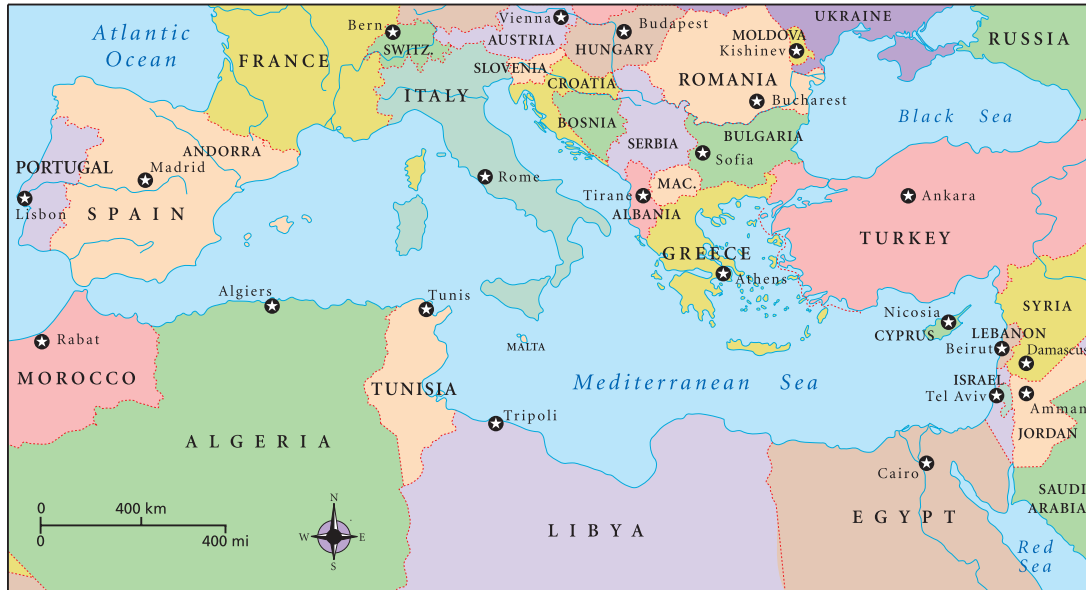 Atlantic
Ocean
FRANCE
Bern
SWITZ.
Vienna
AUSTRIA
Budapest
HUNGARY
SLOVENIA
CROATIA
BOSNIA
ITALY
UKRAINE
MOLDOVA
Kishinev
ROMANIA
Bucharest
RUSSIA
Black Sea
BULGARIA
Sofia
SERBIA
MAC.
Tirane
ALBANIA
Rome
ANDORRA
PORTUGAL
Madrid
Lisbon
SPAIN
GREECE
Athens
Ankara
TURKEY
Algiers
Tunis
Rabat
MOROCCO
MALTA
TUNISIA
Mediterranean Sea
Tripoli
ALGERIA
Nicosia
CYPRUS
SYRIA
LEBANON
Beirut
Damascus
ISRAEL
Tel Aviv
Amman
JORDAN
Cairo
SAUDI
ARABIA
LIBYA
EGYPT
Red
Sea
0 400 km
0 400 mi
N
W E
S